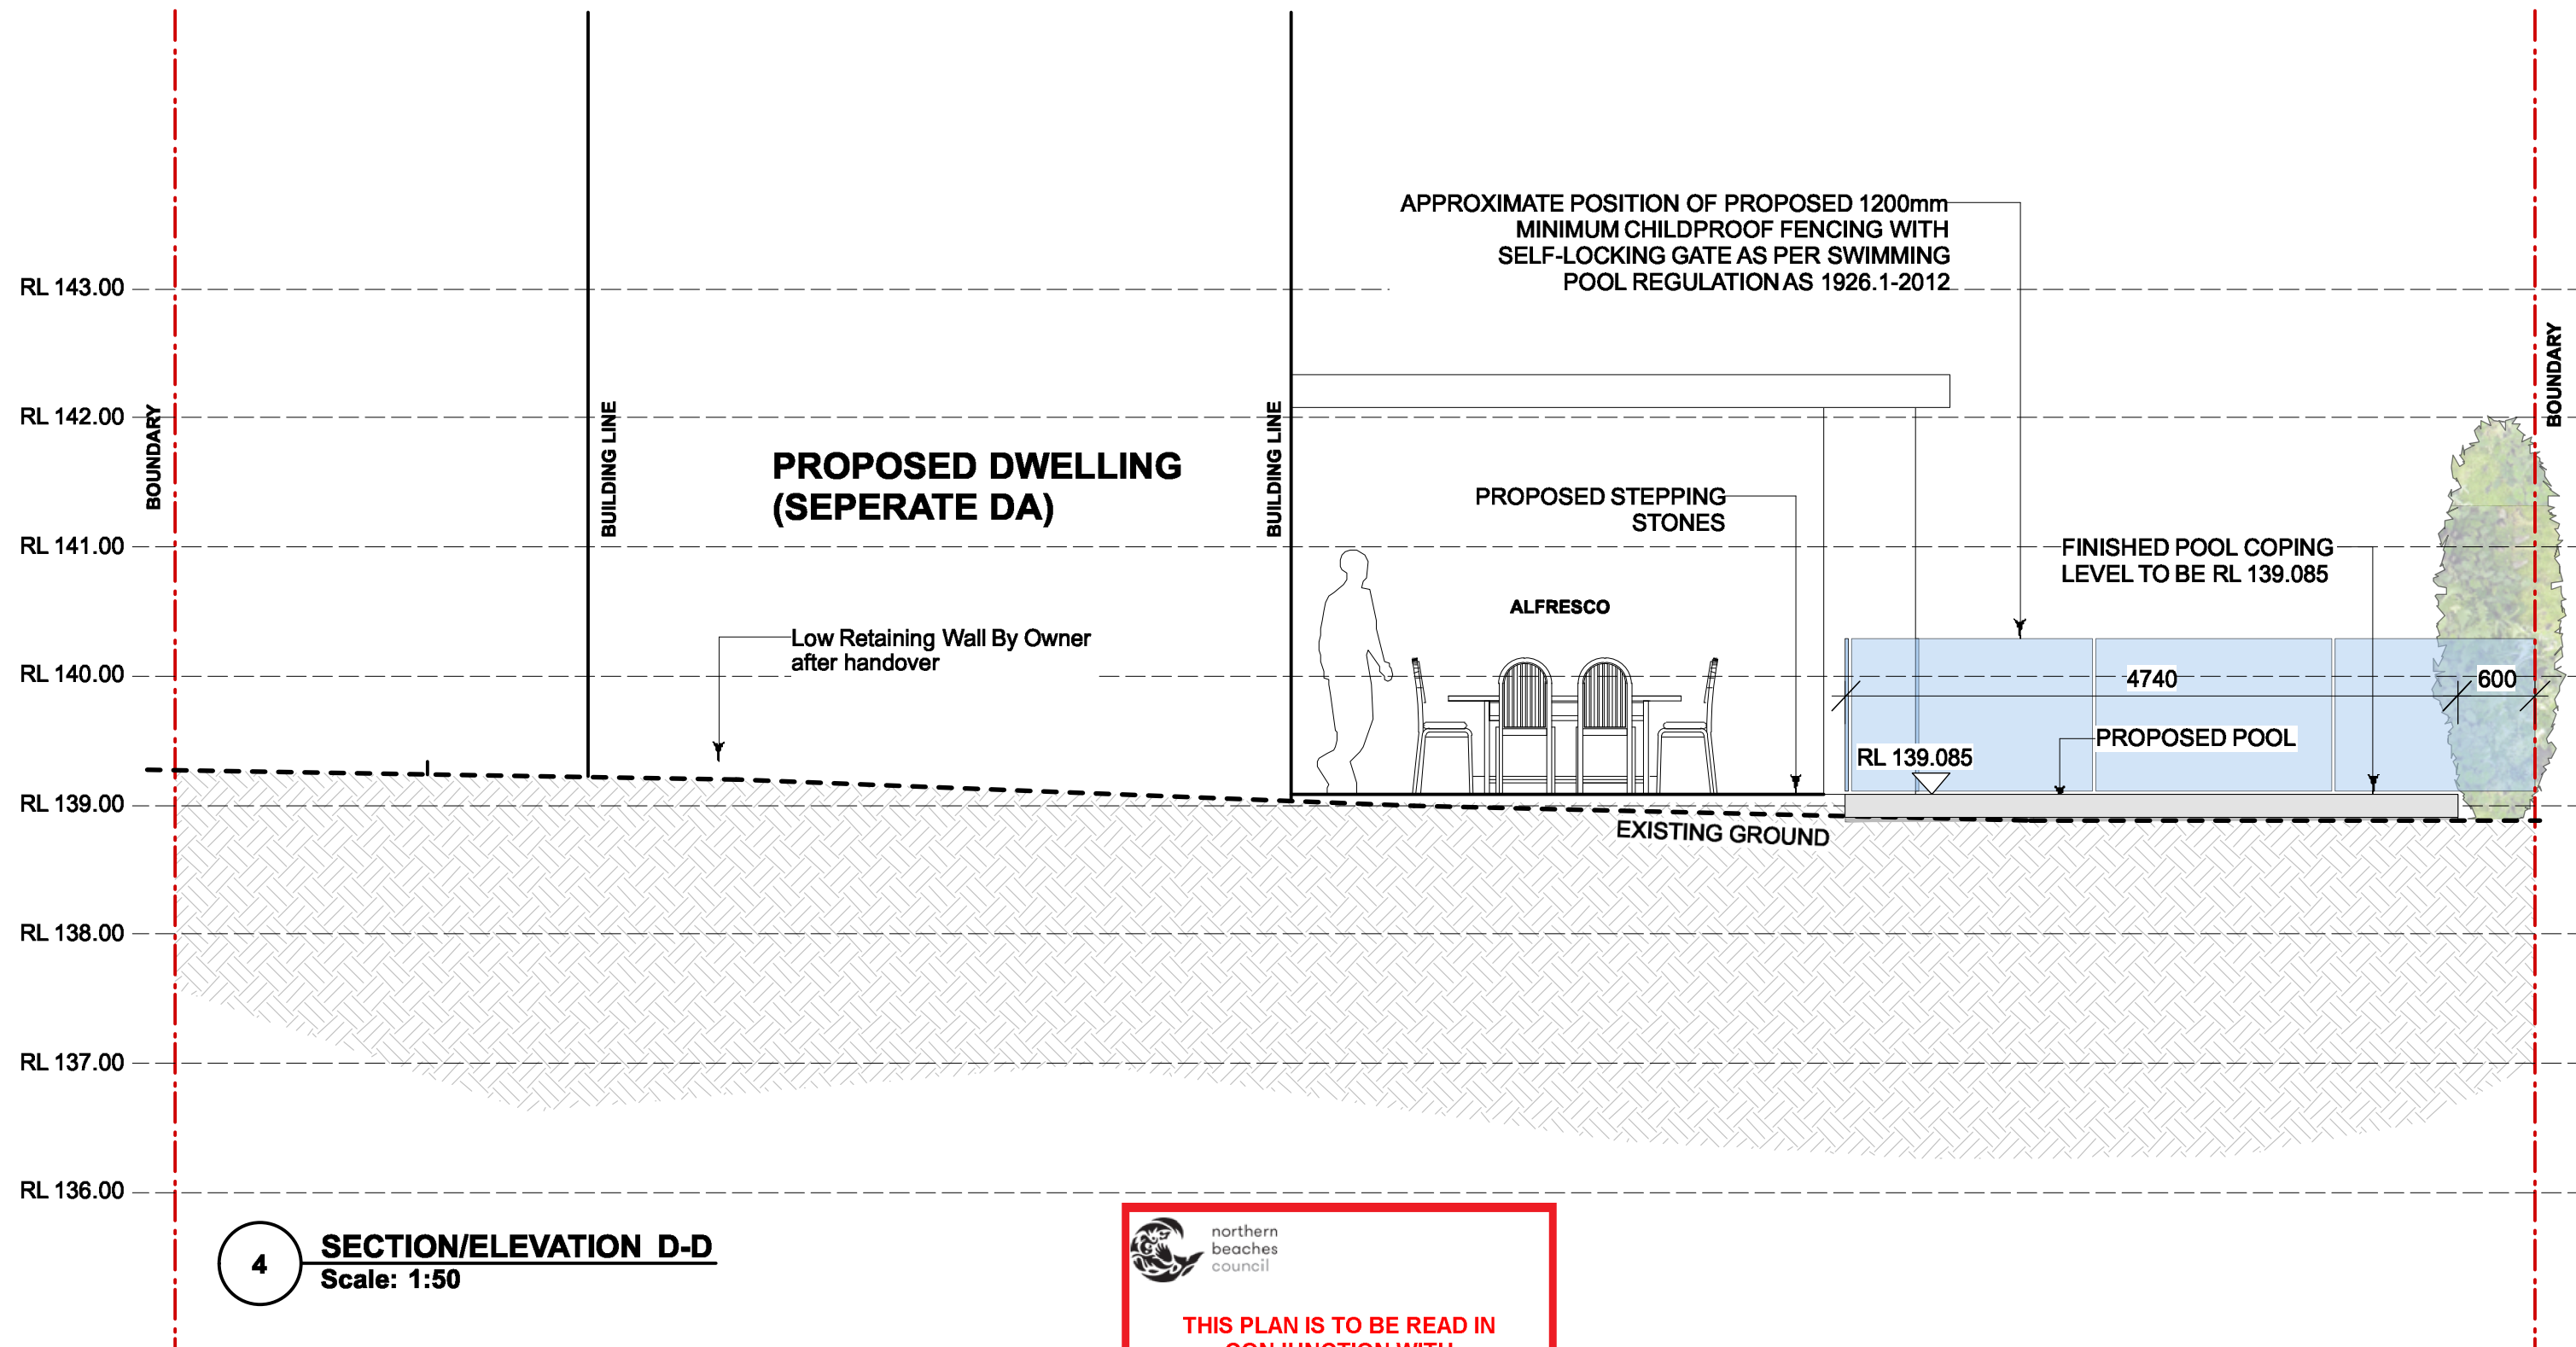 APPROXIMATE POSITION OF PROPOSED 1200mm
MINIMUM CHILDPROOF FENCING WITH
SELF-LOCKING GATE AS PER SWIMMING
POOL REGULATION AS 1926.1-2012
RL 143.00
RL 142.00
RL 141.00
RL 140.00
RL 139.00
RL 138.00
RL 137.00
RL 136.00
BOUNDARY
BUILDING LINE
PROPOSED DWELLING
(SEPERATE DA)
BUILDING LINE
Low Retaining Wall By Owner
after handover
PROPOSED STEPPING
STONES
ALFRESCO
FINISHED POOL COPING
LEVEL TO BE RL 139.085
BOUNDARY
4740
600
PROPOSED POOL
RL 139.085
EXISTING GROUND
4
SECTION/ELEVATION D-D
Scale: 1:50
northern
beaches
council
THIS PLAN IS TO BE READ IN
CONJUNCTION WITH